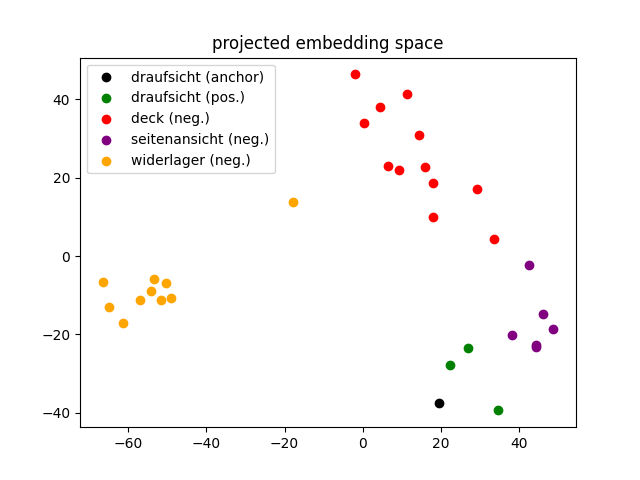 projected embedding space
draufsicht (anchor)
draufsicht (pos.)
deck (neg.)
seitenansicht (neg.)
widerlager (neg.)
40
20
0
−20
−40
−60 −40 −20 0 20 40